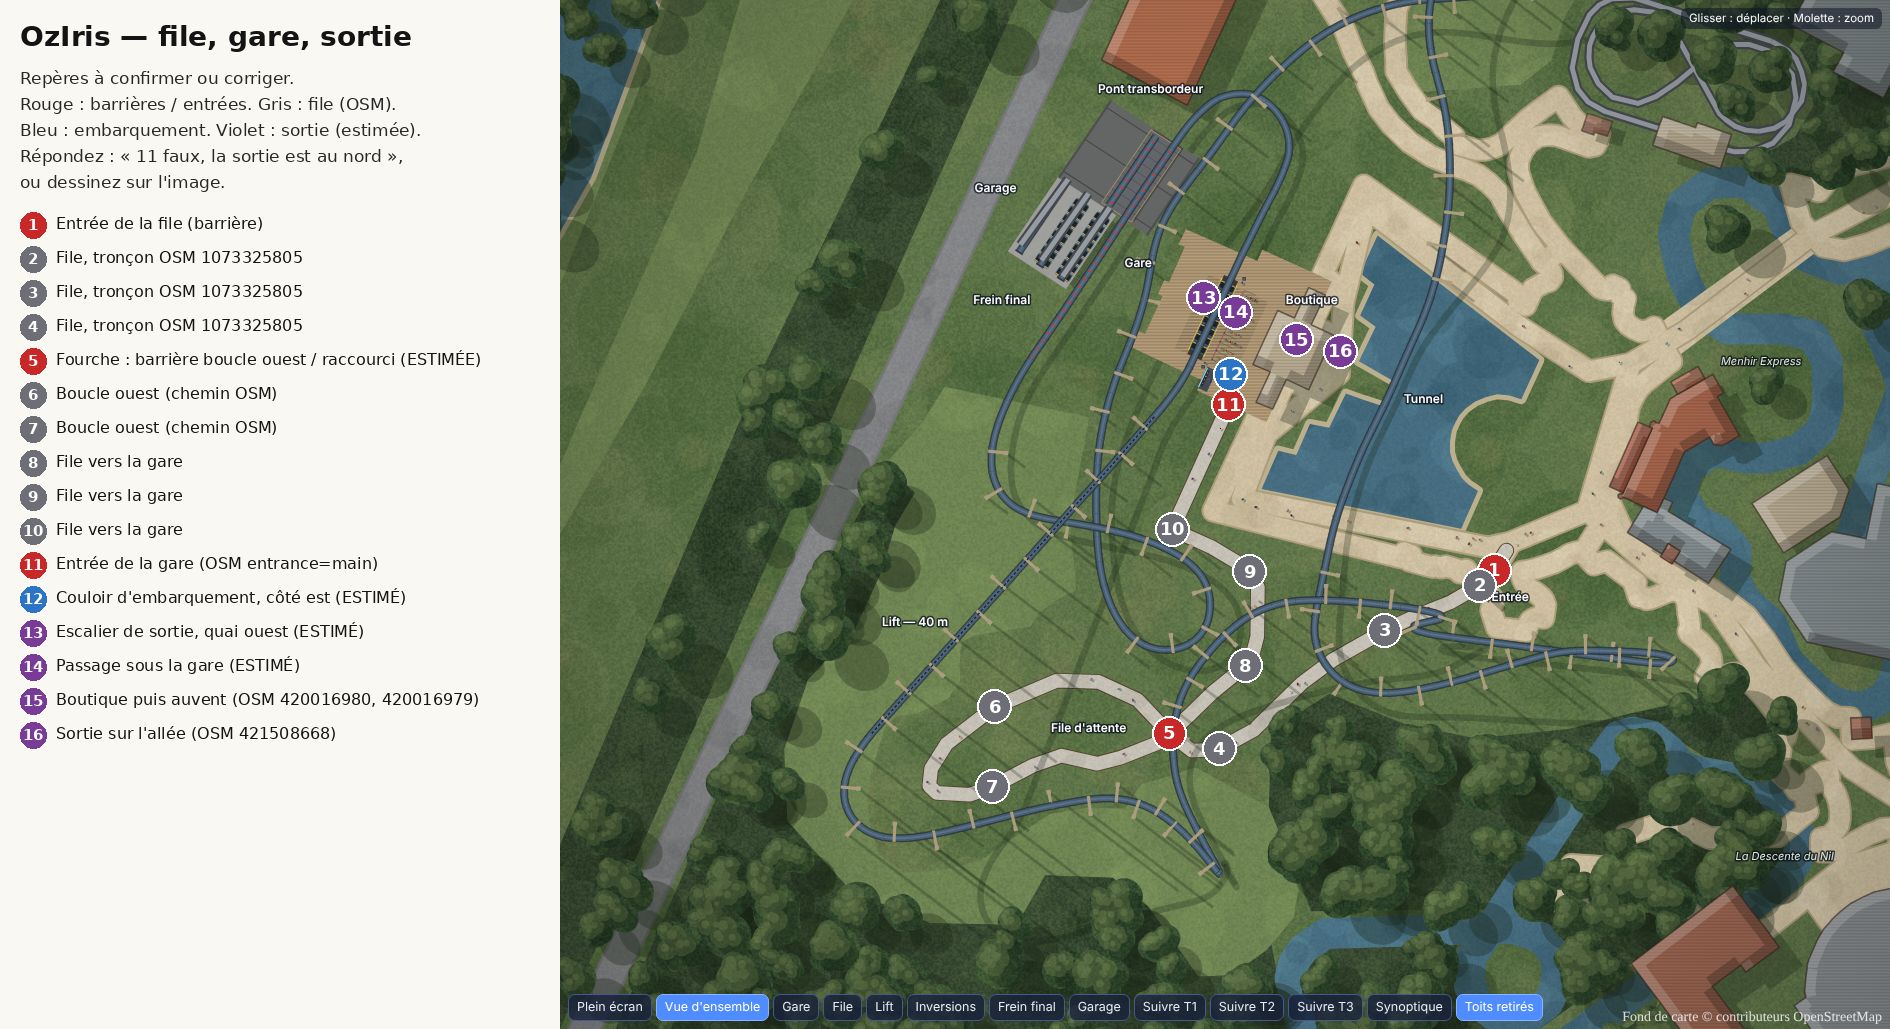 OzIris — file, gare, sortie
Repères à confirmer ou corriger.
Rouge : barrières / entrées. Gris : file (OSM).
Bleu : embarquement. Violet : sortie (estimée).
Répondez : « 11 faux, la sortie est au nord »,
ou dessinez sur l'image.
1 Entrée de la file (barrière)
2 File, tronçon OSM 1073325805
3 File, tronçon OSM 1073325805
4 File, tronçon OSM 1073325805
5 Fourche : barrière boucle ouest / raccourci (ESTIMÉE)
6 Boucle ouest (chemin OSM)
7 Boucle ouest (chemin OSM)
8 File vers la gare
9 File vers la gare
10 File vers la gare
11 Entrée de la gare (OSM entrance=main)
12 Couloir d'embarquement, côté est (ESTIMÉ)
13 Escalier de sortie, quai ouest (ESTIMÉ)
14 Passage sous la gare (ESTIMÉ)
15 Boutique puis auvent (OSM 420016980, 420016979)
16 Sortie sur l'allée (OSM 421508668)
Glisser : déplacer · Molette : zoom
Pont transbordeur
Garage
Gare
Frein final
Boutique
13
14
15
16
12
11
Menhir Express
Tunnel
10
9
1
2
Entrée
Lift — 40 m
3
8
6
File d'attente
5
4
7
La Descente du Nil
Plein écran
Vue d'ensemble
Gare
File
Lift
Inversions
Frein final
Garage
Suivre T1
Suivre T2
Suivre T3
Synoptique
Toits retirés
Fond de carte © contributeurs OpenStreetMap